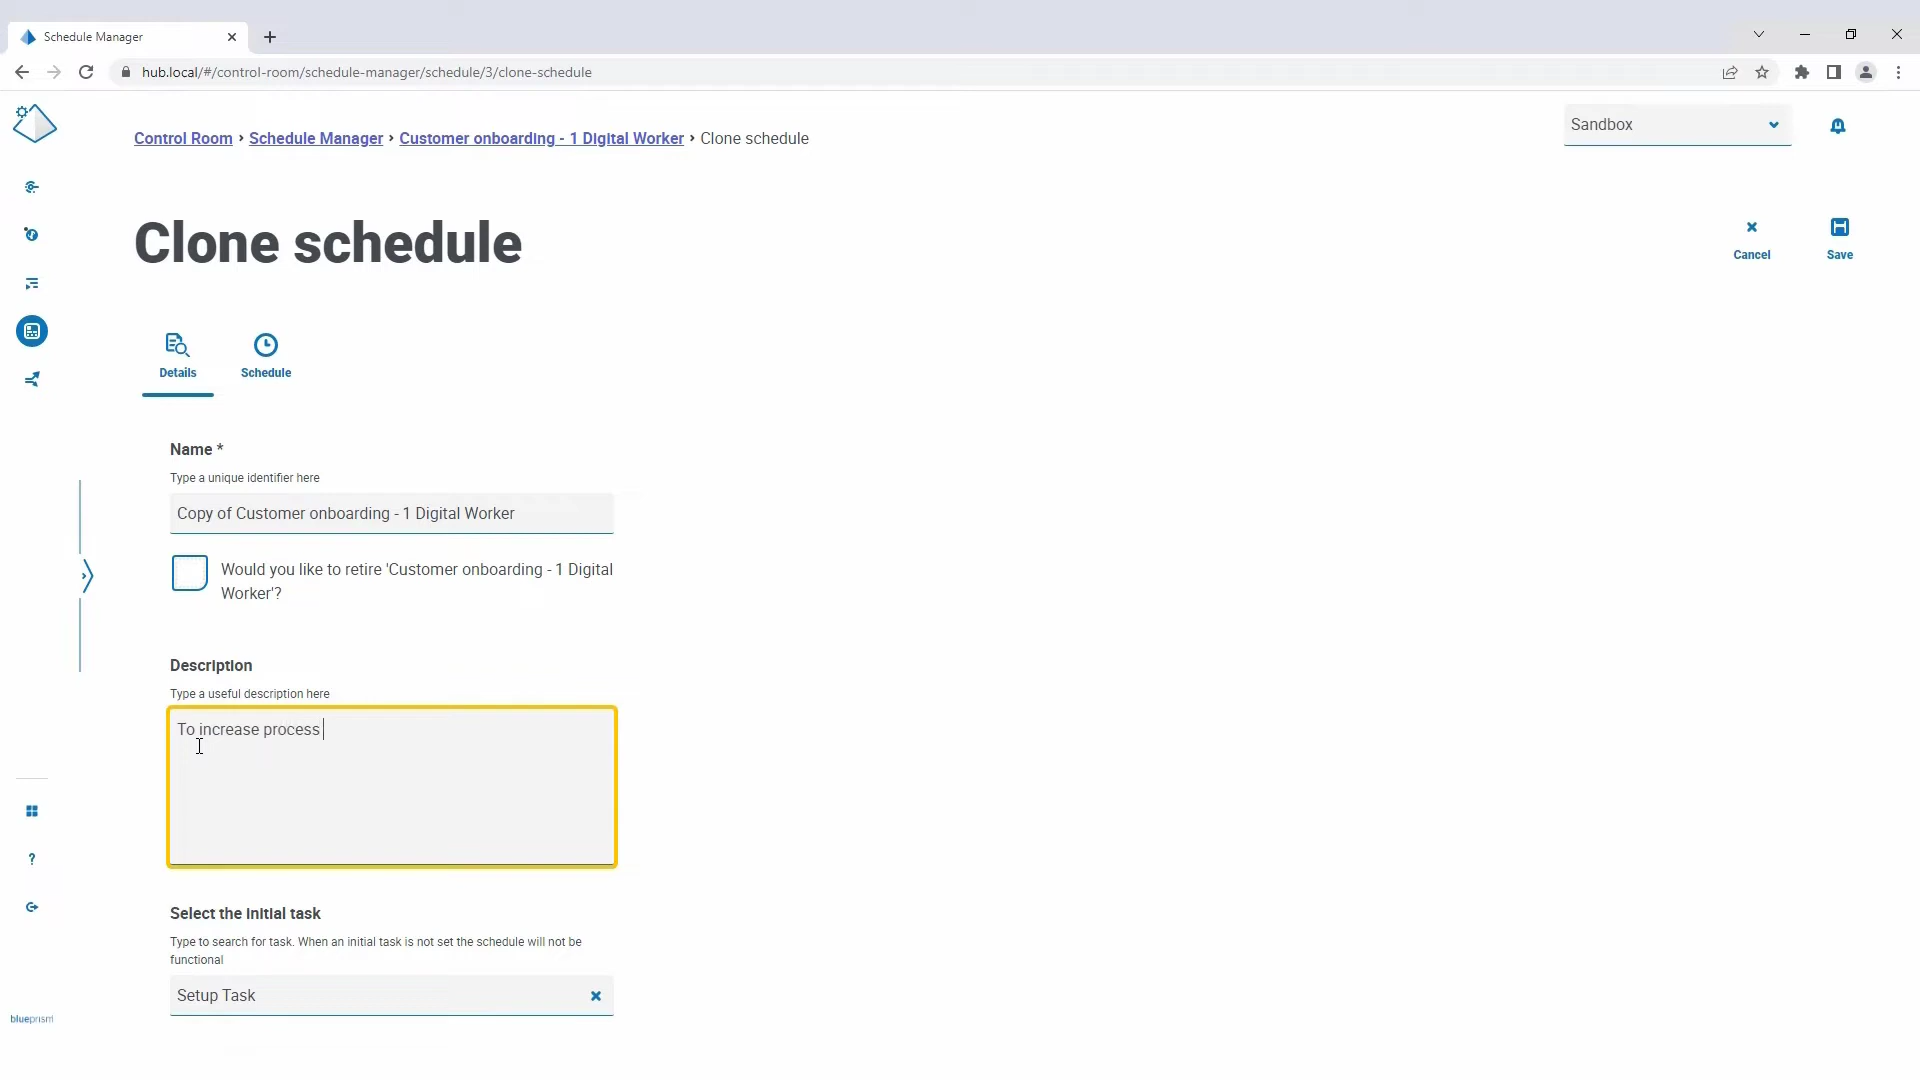 Schedule Manager
hub.local/#/control-room/schedule-manager/schedule/3/clone-schedule
Control Room › Schedule Manager › Customer onboarding - 1 Digital Worker › Clone schedule
Sandbox
Clone schedule
Cancel
Save
Details
Schedule
Name *
Type a unique identifier here
Copy of Customer onboarding - 1 Digital Worker
Would you like to retire 'Customer onboarding - 1 Digital
Worker'?
Description
Type a useful description here
To increase process
Select the initial task
Type to search for task. When an initial task is not set the schedule will not be
functional
Setup Task
blueprism